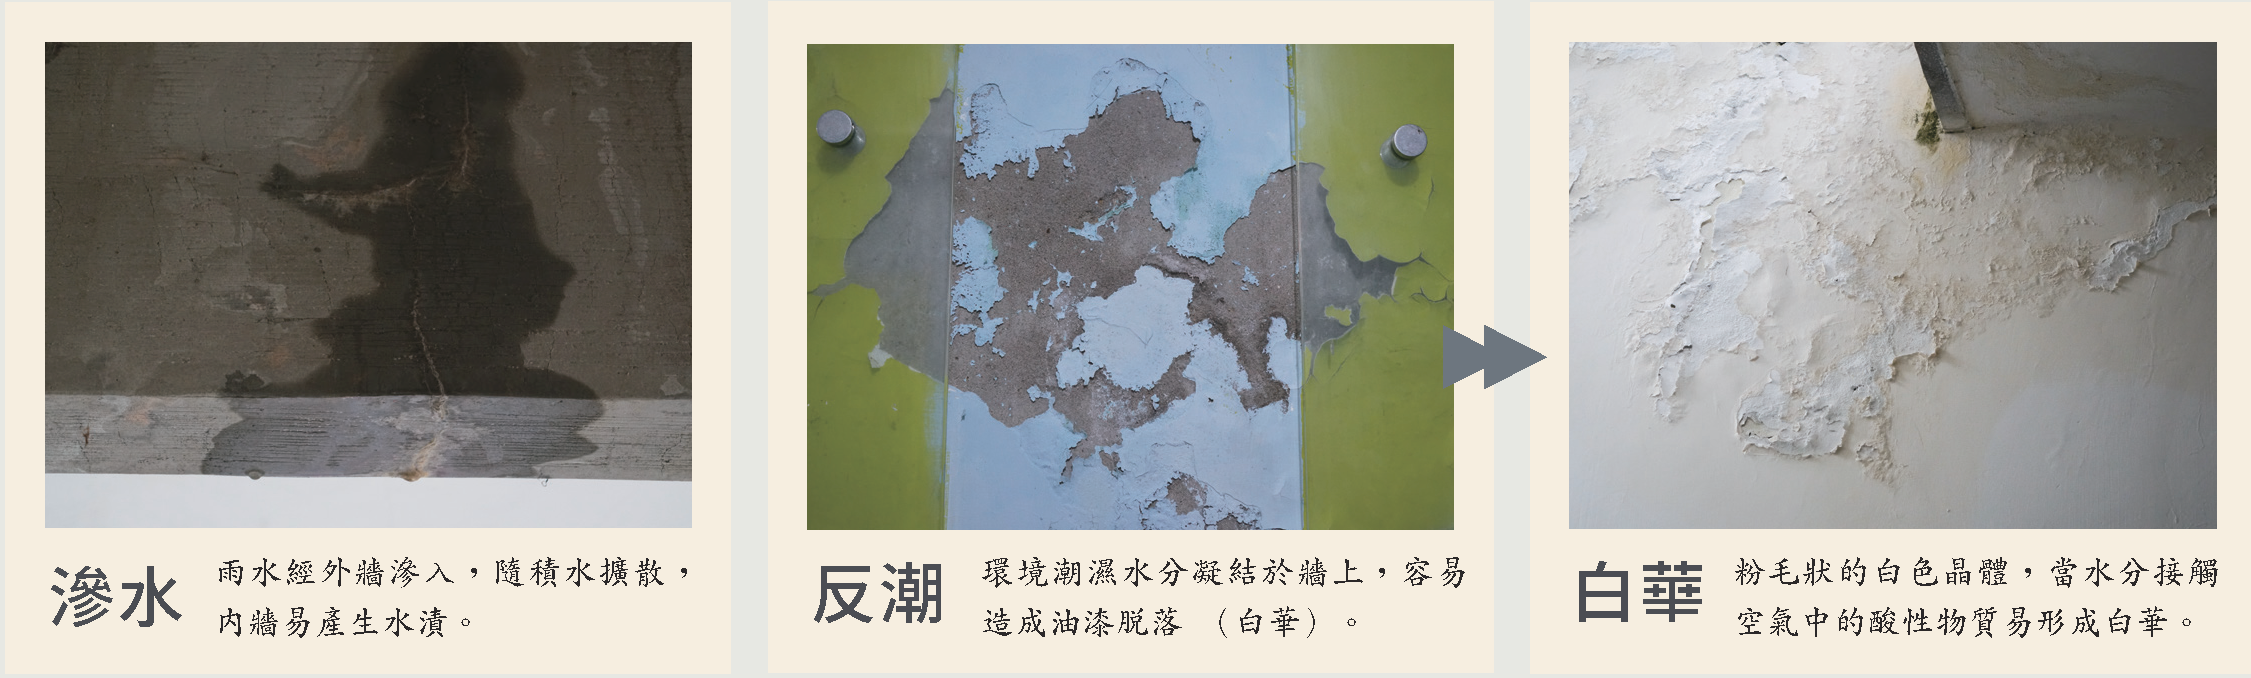 滲水
雨水經外牆滲入，隨積水擴散，
內牆易產生水漬。
反潮
環境潮濕水分凝結於牆上，容易
造成油漆脫落 （白華）。
白華
粉毛狀的白色晶體，當水分接觸
空氣中的酸性物質易形成白華。